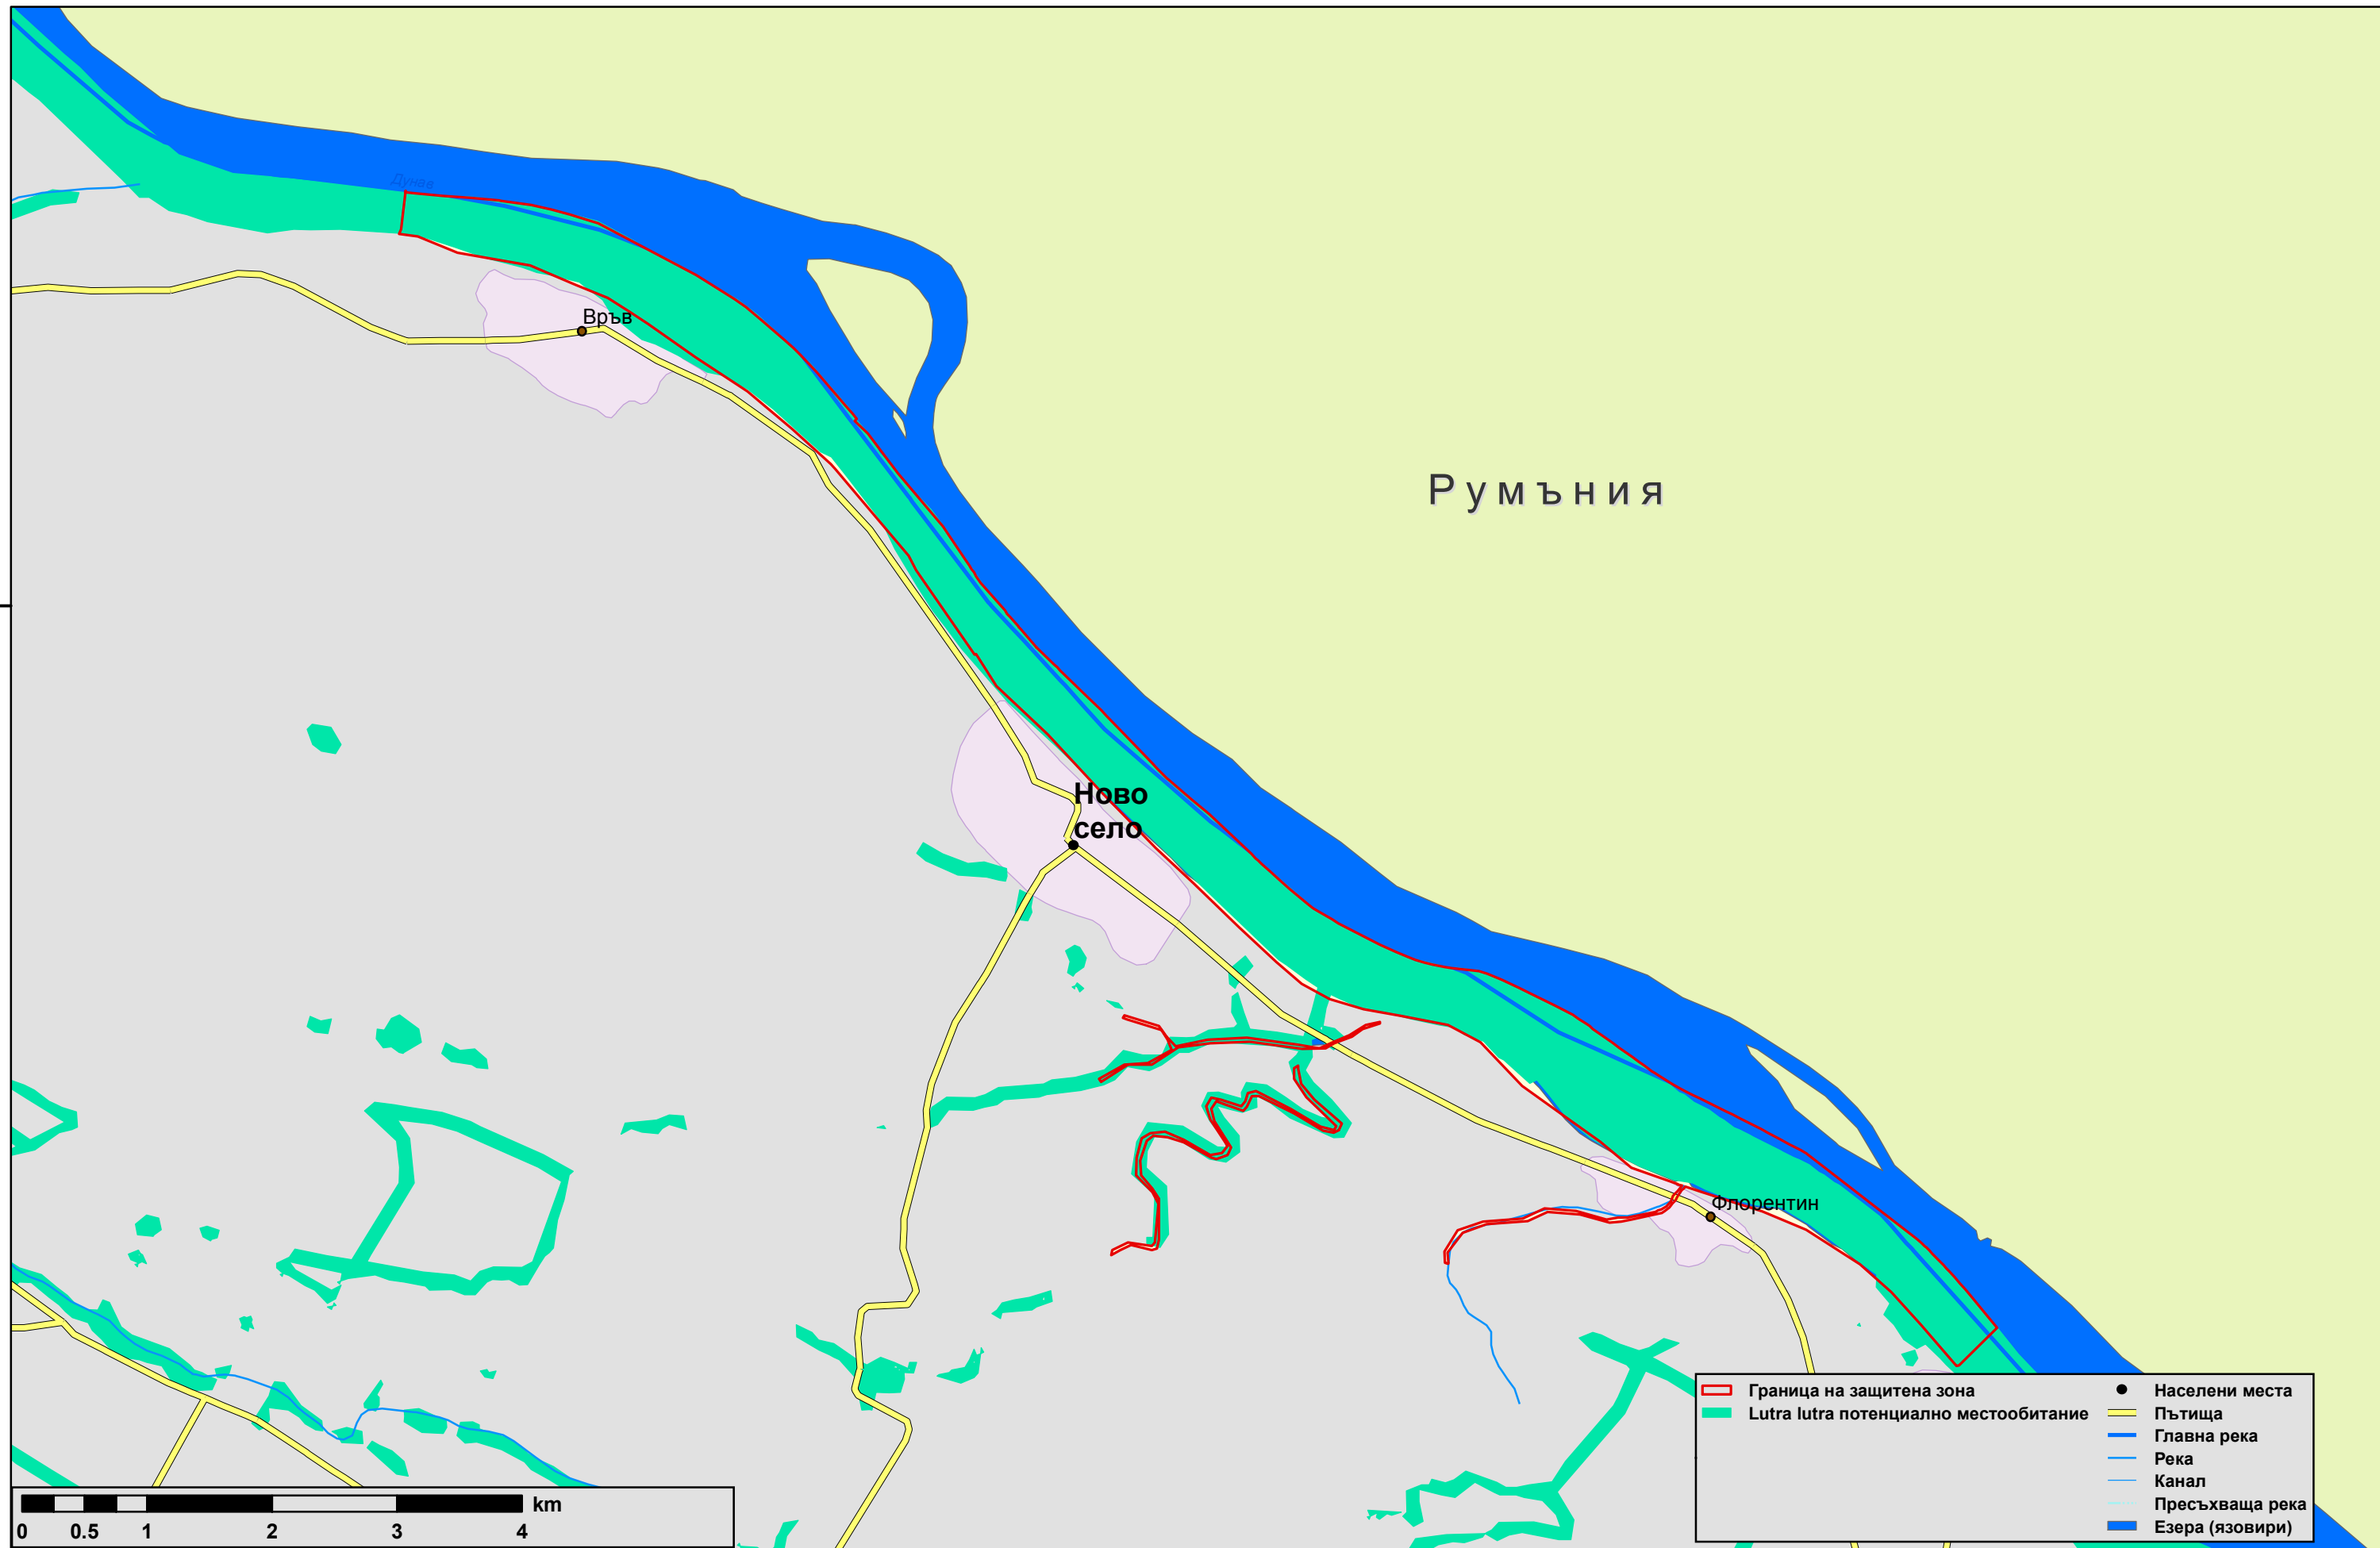 Дунав
Връв
Румъния
Ново
село
Флорентин
Граница на защитена зона
Lutra lutra потенциално местообитание
Населени места
Пътища
Главна река
Река
Канал
Пресъхваща река
Езера (язовири)
km
0 0.5 1 2 3 4